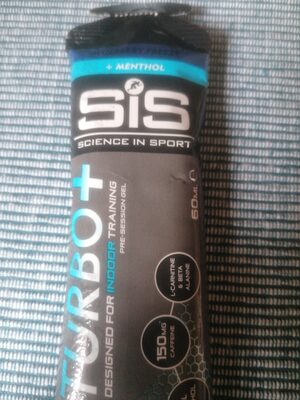 + MENTHOL
SiS
SCIENCE IN SPORT
TURBO+
DESIGNED FOR INDOOR TRAINING
PRE-SESSION GEL
60ML e
L-CARNITINE
& BETA
ALANINE
150MG
CAFFEINE